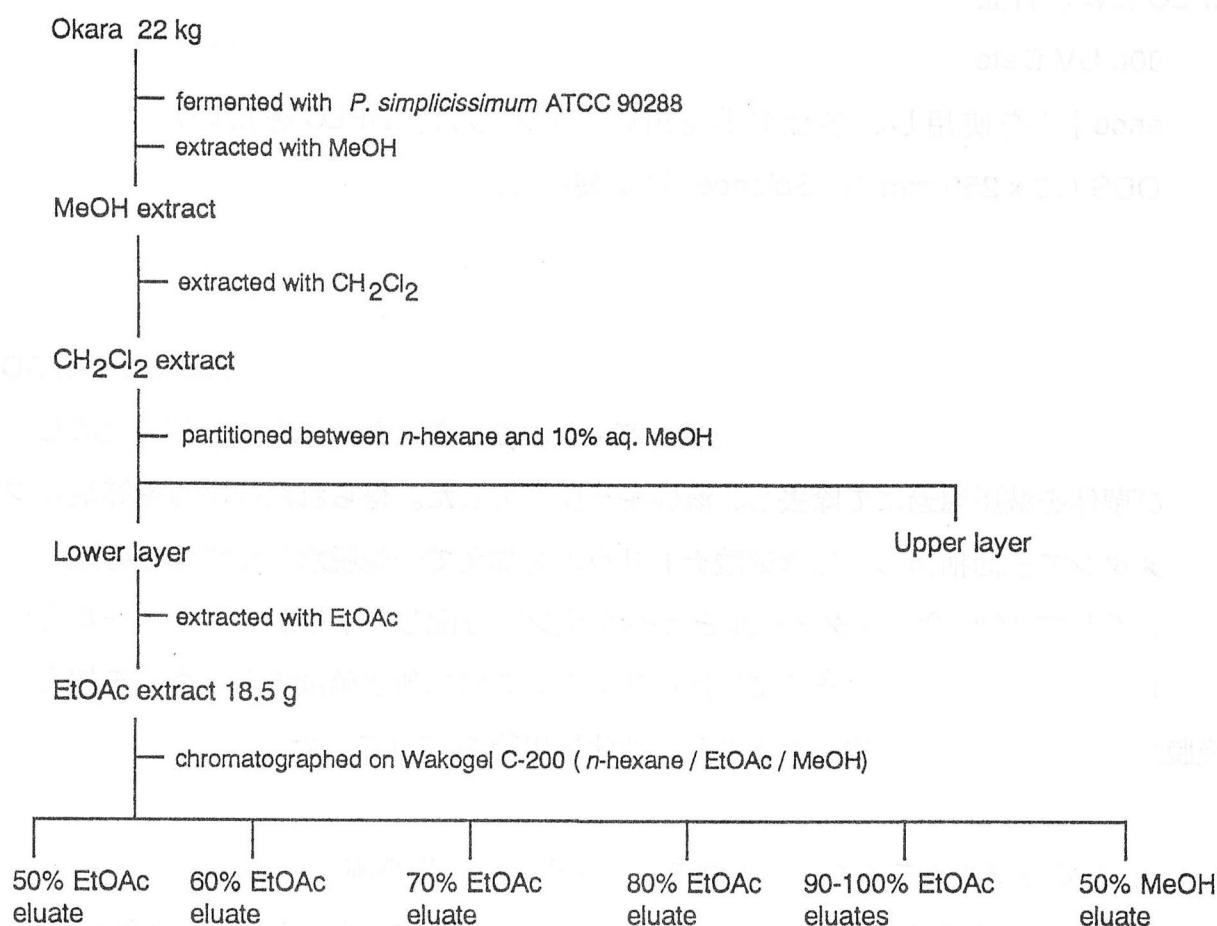 Okara 22 kg
fermented with P. simplicissimum ATCC 90288
extracted with MeOH
MeOH extract
extracted with CH2Cl2
CH2Cl2 extract
partitioned between n-hexane and 10% aq. MeOH
Lower layer
Upper layer
extracted with EtOAc
EtOAc extract 18.5 g
chromatographed on Wakogel C-200 (n-hexane / EtOAc / MeOH)
50% EtOAc eluate
60% EtOAc eluate
70% EtOAc eluate
80% EtOAc eluate
90-100% EtOAc eluates
50% MeOH eluate